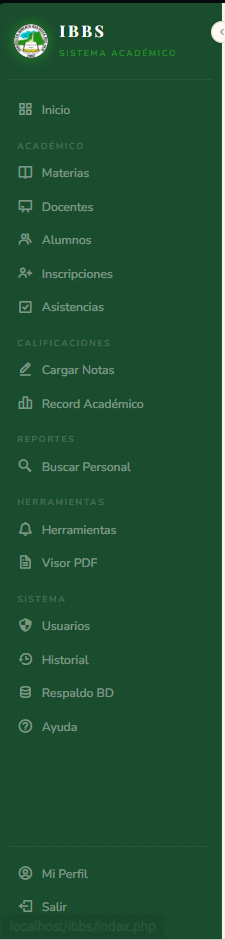 IBBS
SISTEMA ACADÉMICO
Inicio
ACADÉMICO
Materias
Docentes
Alumnos
Inscripciones
Asistencias
CALIFICACIONES
Cargar Notas
Record Académico
REPORTES
Buscar Personal
HERRAMIENTAS
Herramientas
Visor PDF
SISTEMA
Usuarios
Historial
Respaldo BD
Ayuda
Mi Perfil
Salir
localhost/ibbs/index.php